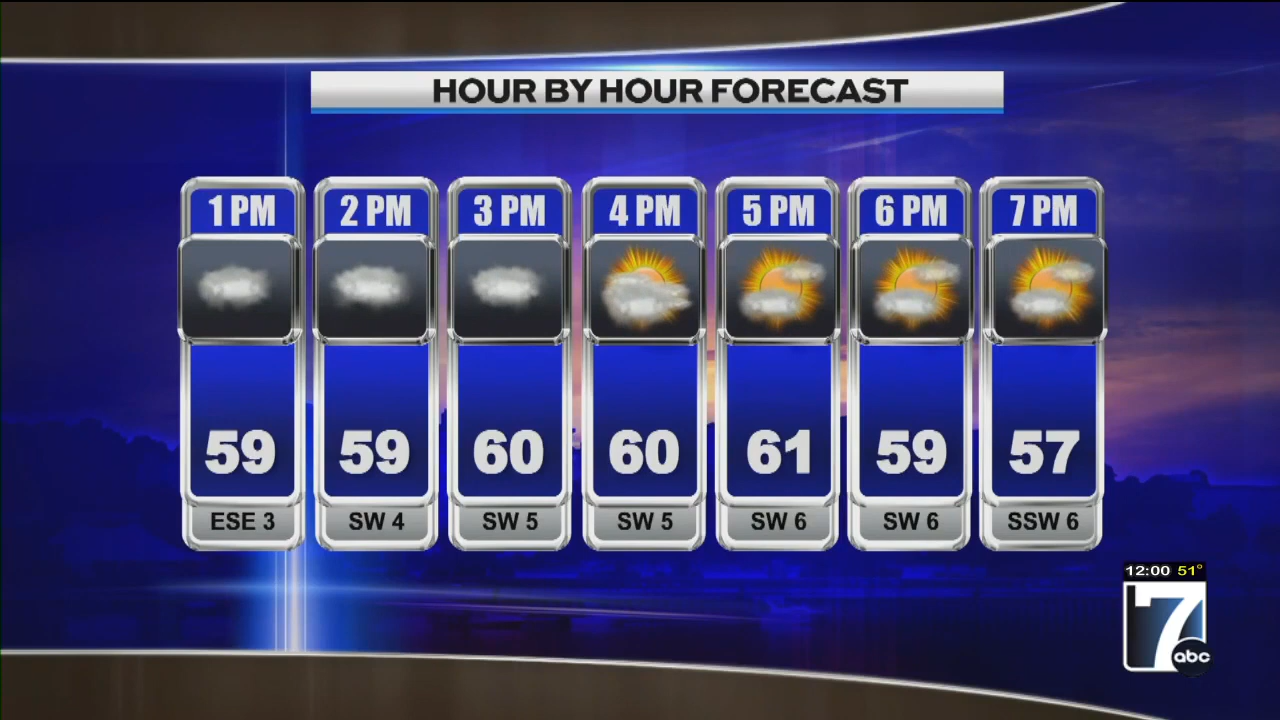 HOUR BY HOUR FORECAST
1 PM 2 PM 3 PM 4 PM 5 PM 6 PM 7 PM
59 59 60 60 61 59 57
ESE 3 SW 4 SW 5 SW 5 SW 6 SW 6 SSW 6
12:00 51°
7
abc